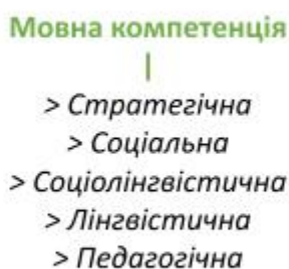 Мовна компетенція
> Стратегічна
> Соціальна
> Соціолінгвістична
> Лінгвістична
> Педагогічна